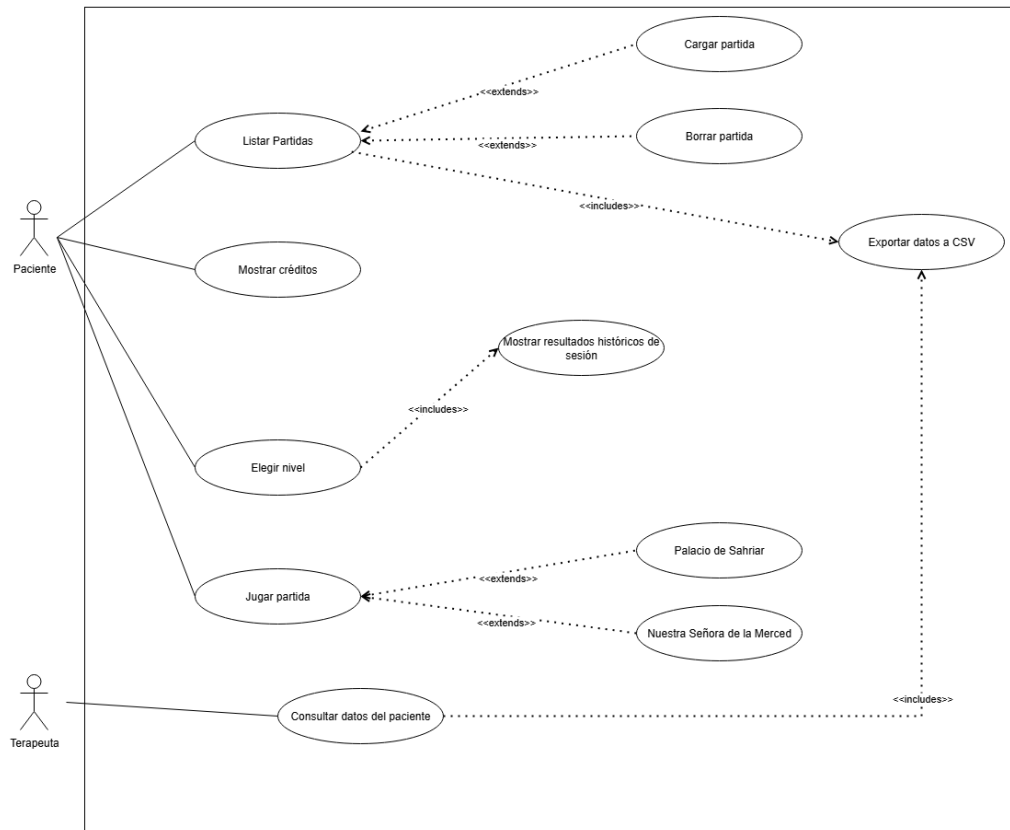 Cargar partida
<<extends>>
Listar Partidas
Borrar partida
<<extends>>
<<includes>>
Exportar datos a CSV
Paciente
Mostrar créditos
Mostrar resultados históricos de
sesión
<<includes>>
Elegir nivel
Palacio de Sahriar
<<extends>>
Jugar partida
<<extends>>
Nuestra Señora de la Merced
<<includes>>
Terapeuta
Consultar datos del paciente